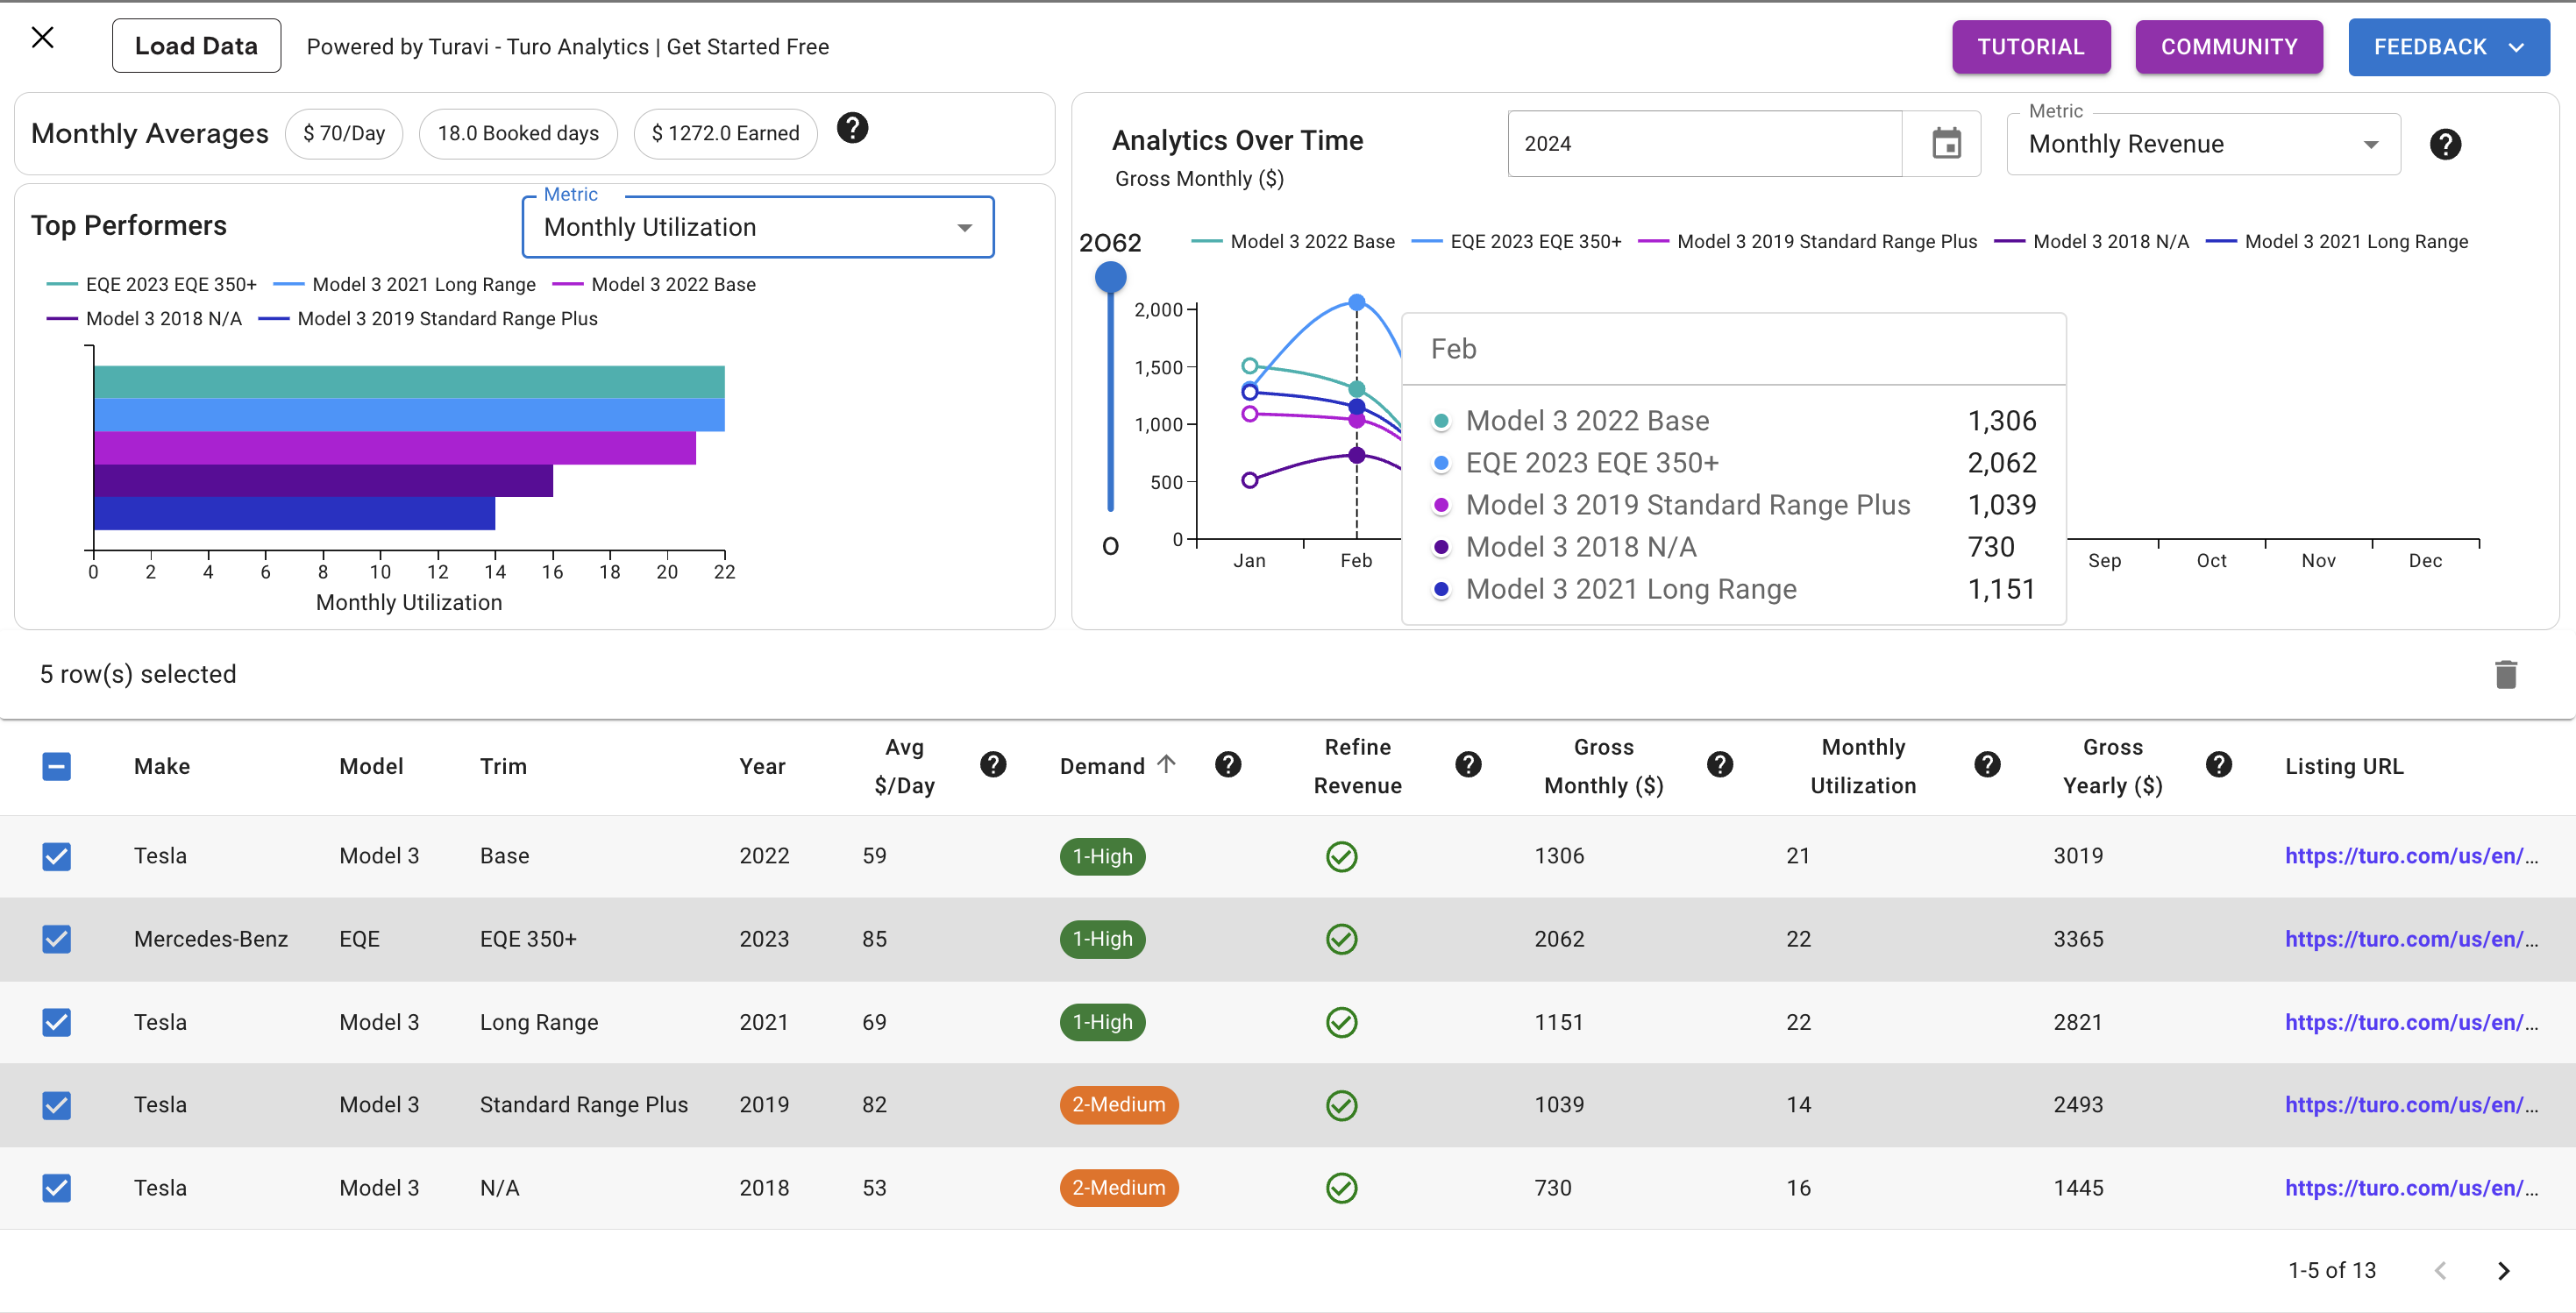 Load Data Powered by Turavi - Turo Analytics | Get Started Free TUTORIAL COMMUNITY FEEDBACK
Monthly Averages $ 70/Day 18.0 Booked days $ 1272.0 Earned ?
Top Performers
Metric
Monthly Utilization
EQE 2023 EQE 350+ Model 3 2021 Long Range Model 3 2022 Base
Model 3 2018 N/A Model 3 2019 Standard Range Plus
0 2 4 6 8 10 12 14 16 18 20 22
Monthly Utilization
Analytics Over Time
Gross Monthly ($)
2024
Metric
Monthly Revenue ?
2062
0
Model 3 2022 Base EQE 2023 EQE 350+ Model 3 2019 Standard Range Plus Model 3 2018 N/A Model 3 2021 Long Range
2,000
1,500
1,000
500
0
Jan Feb Sep Oct Nov Dec
Feb
Model 3 2022 Base 1,306
EQE 2023 EQE 350+ 2,062
Model 3 2019 Standard Range Plus 1,039
Model 3 2018 N/A 730
Model 3 2021 Long Range 1,151
5 row(s) selected
Make Model Trim Year Avg $/Day ? Demand ? Refine Revenue ? Gross Monthly ($) ? Monthly Utilization ? Gross Yearly ($) ? Listing URL
Tesla Model 3 Base 2022 59 1-High 1306 21 3019 https://turo.com/us/en/...
Mercedes-Benz EQE EQE 350+ 2023 85 1-High 2062 22 3365 https://turo.com/us/en/...
Tesla Model 3 Long Range 2021 69 1-High 1151 22 2821 https://turo.com/us/en/...
Tesla Model 3 Standard Range Plus 2019 82 2-Medium 1039 14 2493 https://turo.com/us/en/...
Tesla Model 3 N/A 2018 53 2-Medium 730 16 1445 https://turo.com/us/en/...
1-5 of 13